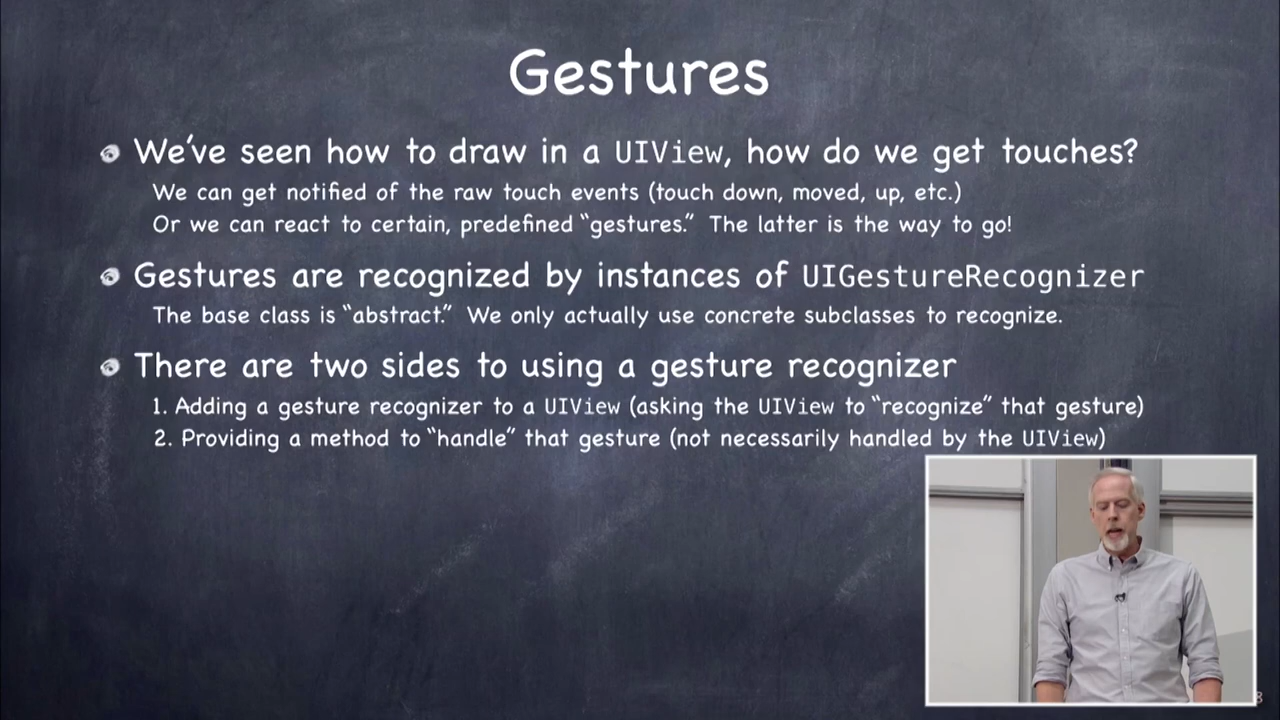 Gestures
We've seen how to draw in a UIView, how do we get touches?
We can get notified of the raw touch events (touch down, moved, up, etc.)
Or we can react to certain, predefined “gestures.” The latter is the way to go!
Gestures are recognized by instances of UIGestureRecognizer
The base class is “abstract.” We only actually use concrete subclasses to recognize.
There are two sides to using a gesture recognizer
1. Adding a gesture recognizer to a UIView (asking the UIView to “recognize” that gesture)
2. Providing a method to “handle” that gesture (not necessarily handled by the UIView)